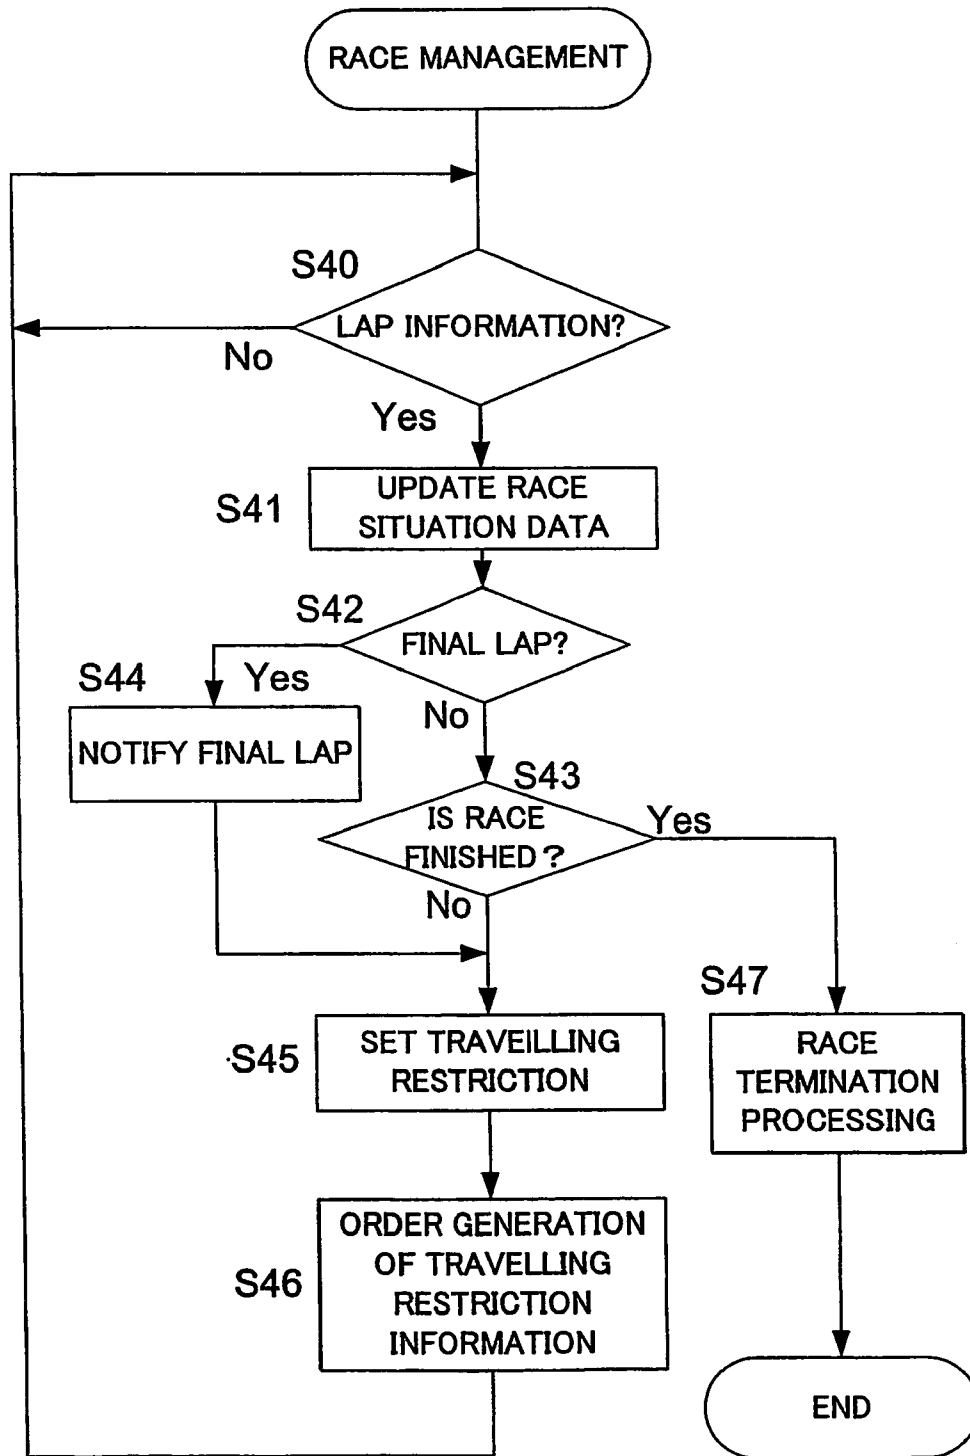 RACE MANAGEMENT
S40
LAP INFORMATION?
No
Yes
S41
UPDATE RACE
SITUATION DATA
S42
FINAL LAP?
S44
Yes
No
NOTIFY FINAL LAP
S43
IS RACE
FINISHED?
Yes
No
S47
S45
SET TRAVEILLING
RESTRICTION
RACE
TERMINATION
PROCESSING
S46
ORDER GENERATION
OF TRAVELLING
RESTRICTION
INFORMATION
END